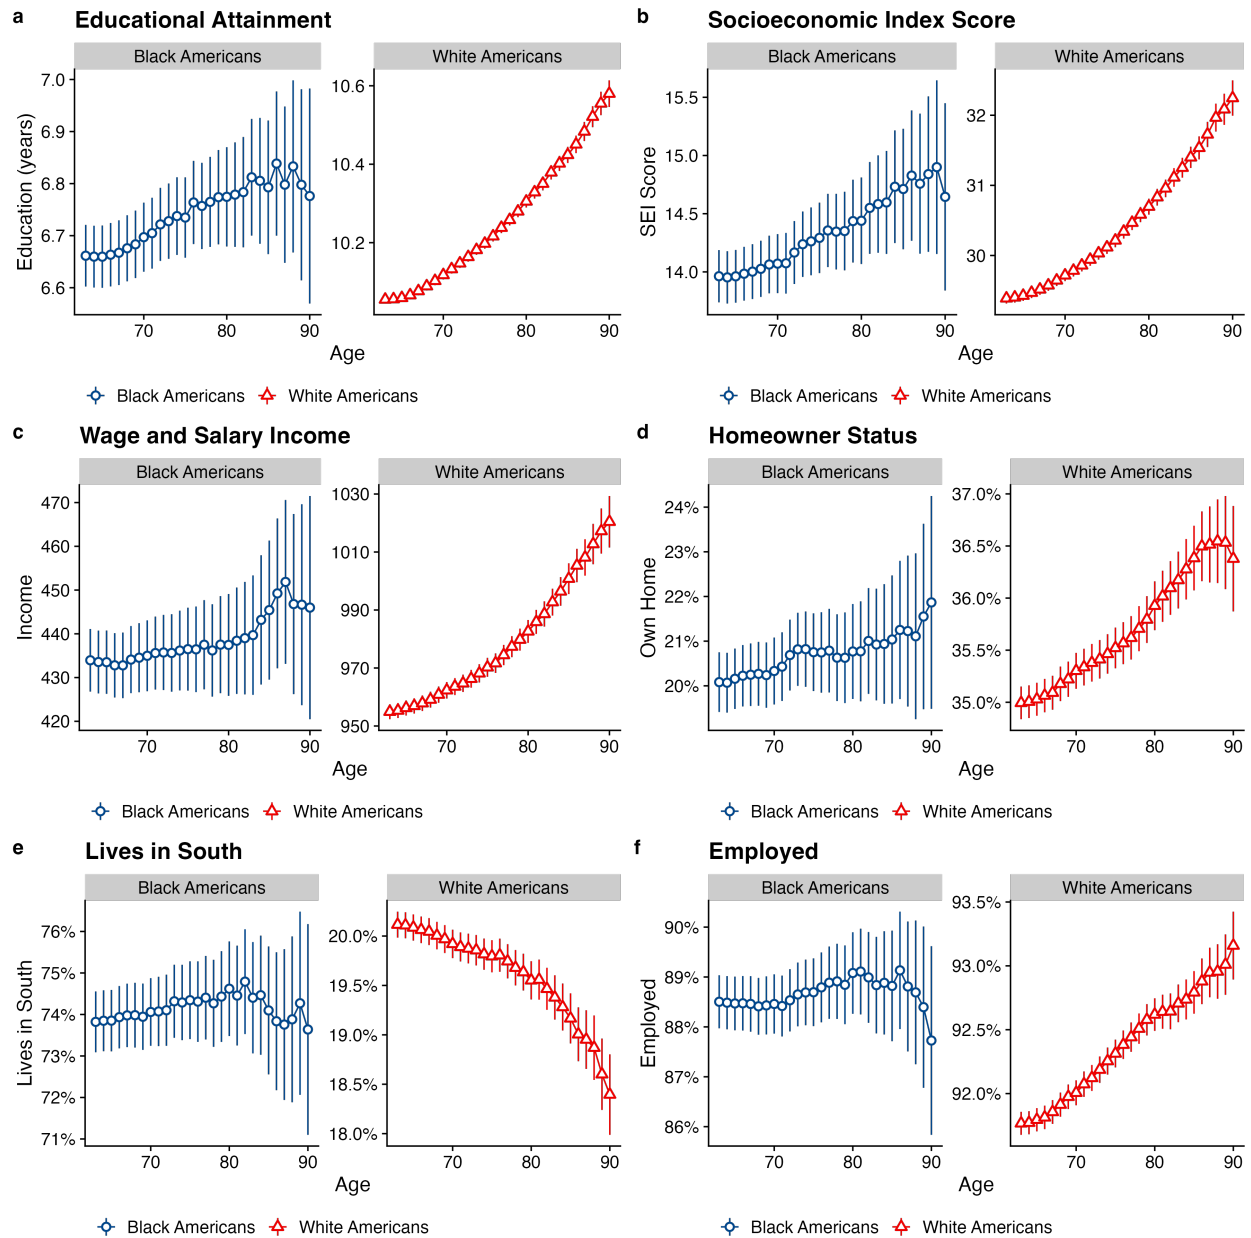 a Educational Attainment
Black Americans White Americans
Education (years)
7.0
6.9
6.8
6.7
6.6
10.6
10.4
10.2
70 80 90 70 80 90
Age
Black Americans White Americans
b Socioeconomic Index Score
Black Americans White Americans
SEI Score
15.5
15.0
14.5
14.0
32
31
30
70 80 90 70 80 90
Age
Black Americans White Americans
c Wage and Salary Income
Black Americans White Americans
Income
470
460
450
440
430
420
1030
1010
990
970
950
70 80 90 70 80 90
Age
Black Americans White Americans
d Homeowner Status
Black Americans White Americans
Own Home
24%
23%
22%
21%
20%
37.0%
36.5%
36.0%
35.5%
35.0%
70 80 90 70 80 90
Age
Black Americans White Americans
e Lives in South
Black Americans White Americans
Lives in South
76%
75%
74%
73%
72%
71%
20.0%
19.5%
19.0%
18.5%
18.0%
70 80 90 70 80 90
Age
Black Americans White Americans
f Employed
Black Americans White Americans
Employed
90%
89%
88%
87%
86%
93.5%
93.0%
92.5%
92.0%
70 80 90 70 80 90
Age
Black Americans White Americans